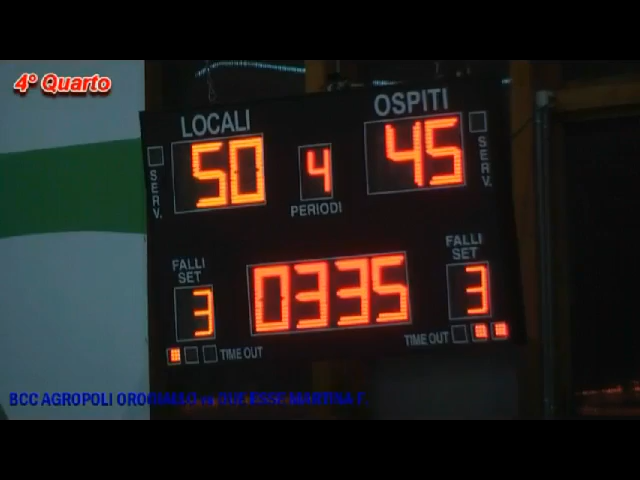 4° Quarto
LOCALI OSPITI
50 4 45
SERV. SERV.
PERIODI
FALLI SET FALLI SET
3 0335 3
TIME OUT TIME OUT
BCC AGROPOLI MARTINA F.